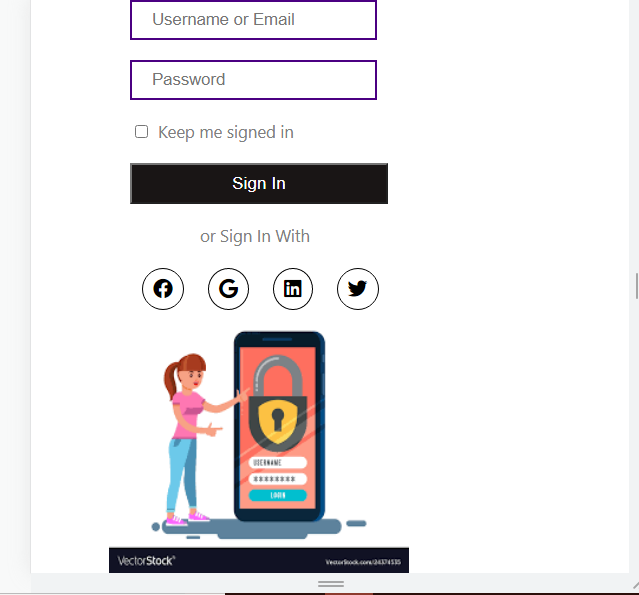 Username or Email
Password
Keep me signed in
Sign In
or Sign In With
USERNAME
LOGIN
VectorStock®
VectorStock.com/24374535